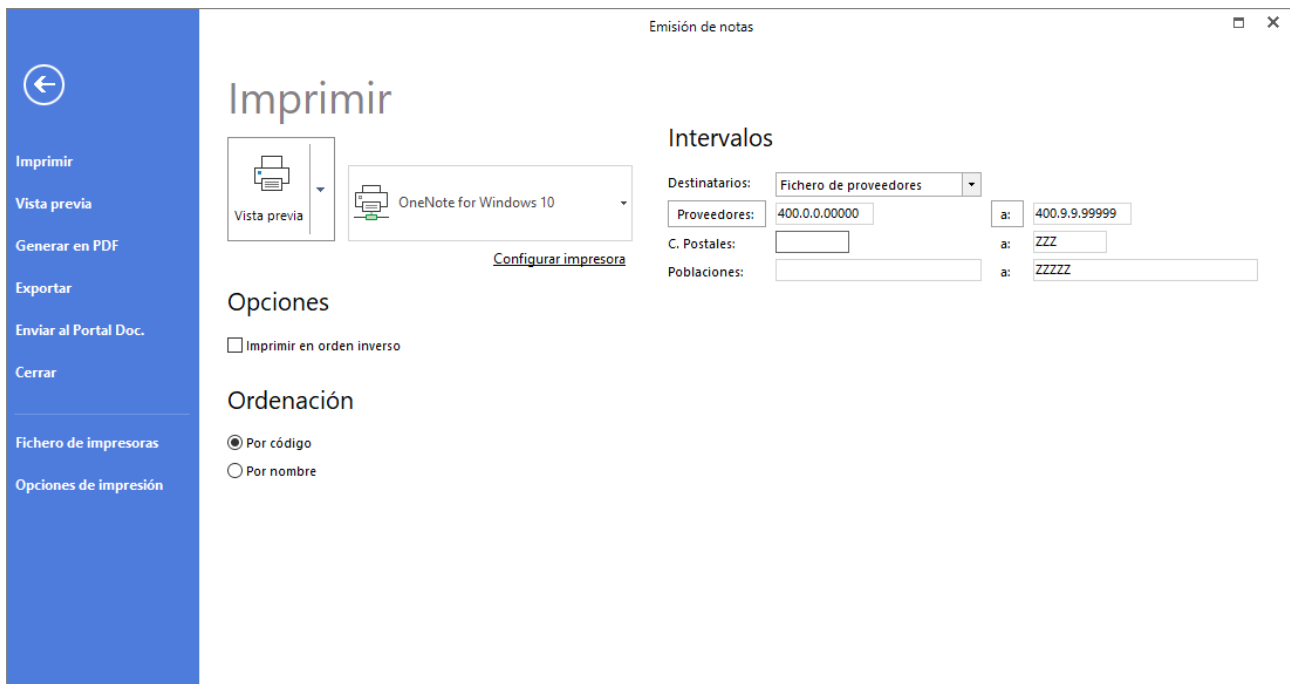 Emisión de notas
Imprimir
Vista previa
Generar en PDF
Exportar
Enviar al Portal Doc.
Cerrar
Fichero de impresoras
Opciones de impresión
Imprimir
Vista previa
OneNote for Windows 10
Configurar impresora
Opciones
Imprimir en orden inverso
Ordenación
Por código
Por nombre
Intervalos
Destinatarios: Fichero de proveedores
Proveedores: 400.0.0.00000 a: 400.9.9.99999
C. Postales: a: ZZZ
Poblaciones: a: ZZZZZ